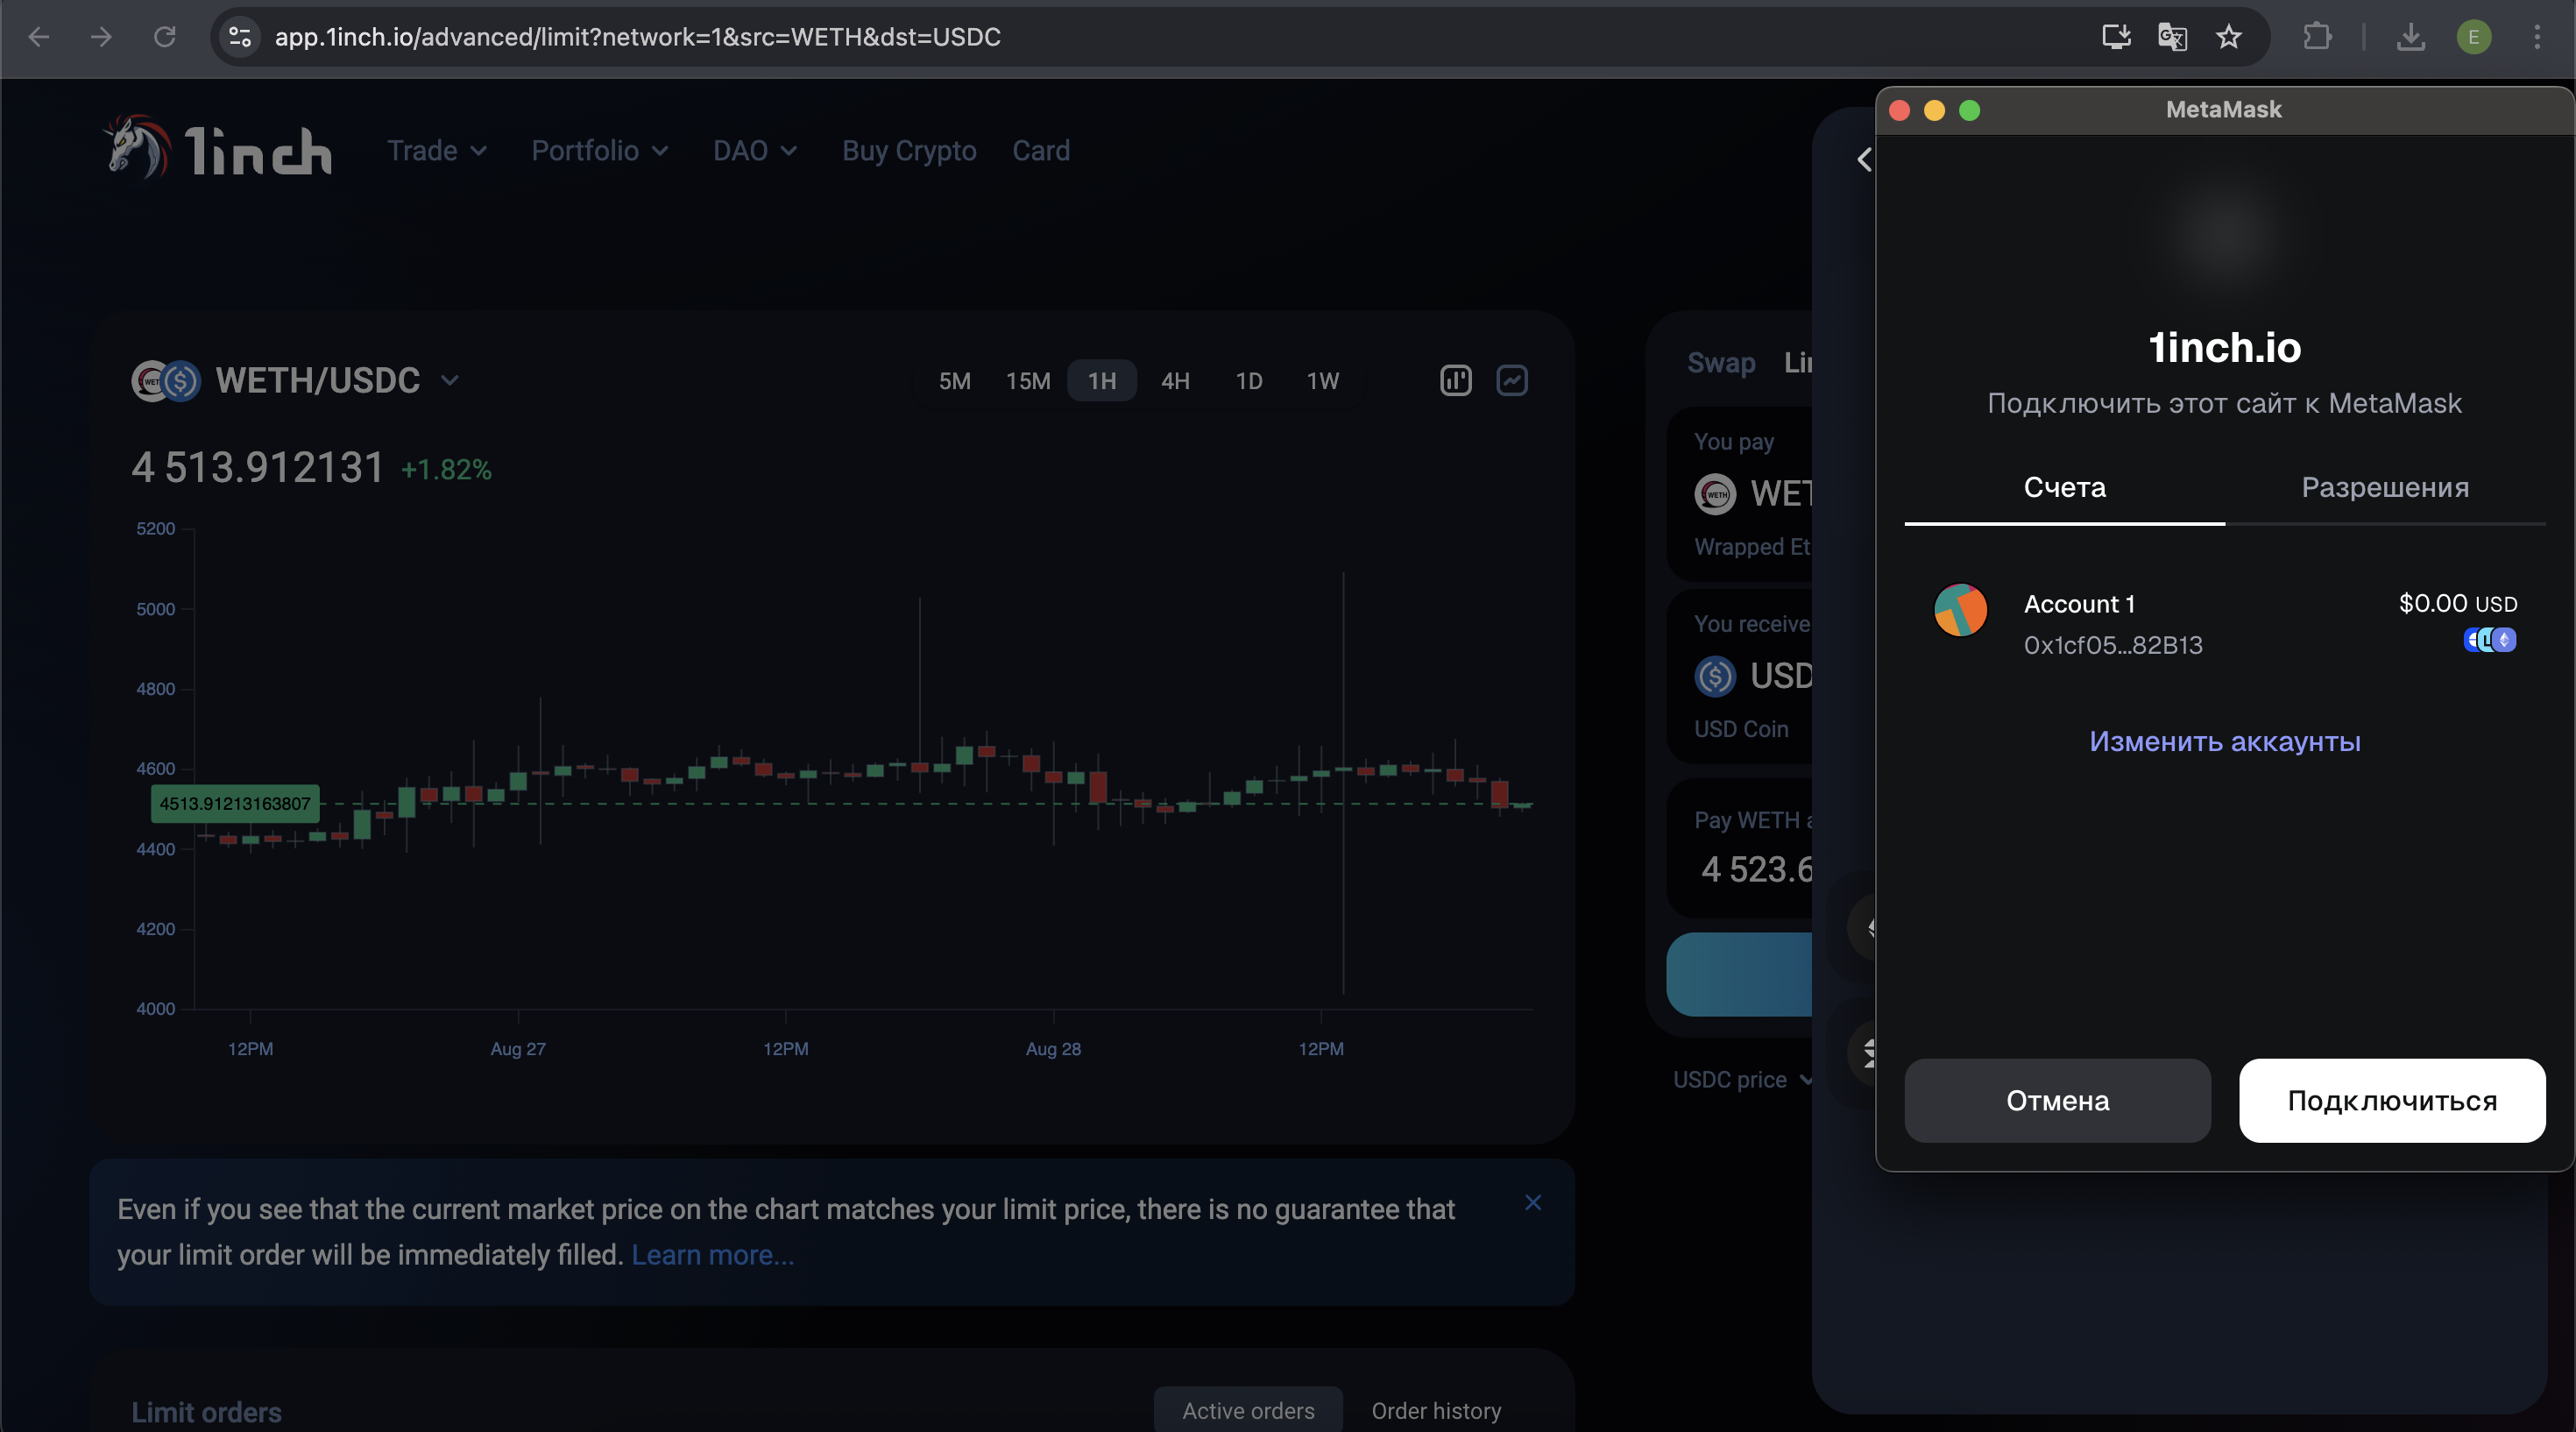 app.1inch.io/advanced/limit?network=1&src=WETH&dst=USDC
E
1inch
Trade
Portfolio
DAO
Buy Crypto
Card
WETH/USDC
5M
15M
1H
4H
1D
1W
4 513.912131 +1.82%
5200
5000
4800
4600
4513.91213163807
4400
4200
4000
12PM
Aug 27
12PM
Aug 28
12PM
Even if you see that the current market price on the chart matches your limit price, there is no guarantee that
your limit order will be immediately filled. Learn more...
Limit orders
Active orders
Order history
Swap
You pay
WETH
Wrapped
You receive
USD
USD Coin
Pay WETH
4 523.6
USDC price
MetaMask
1inch.io
Подключить этот сайт к MetaMask
Счета
Разрешения
Account 1
$0.00 USD
0x1cf05...82B13
Изменить аккаунты
Отмена
Подключиться